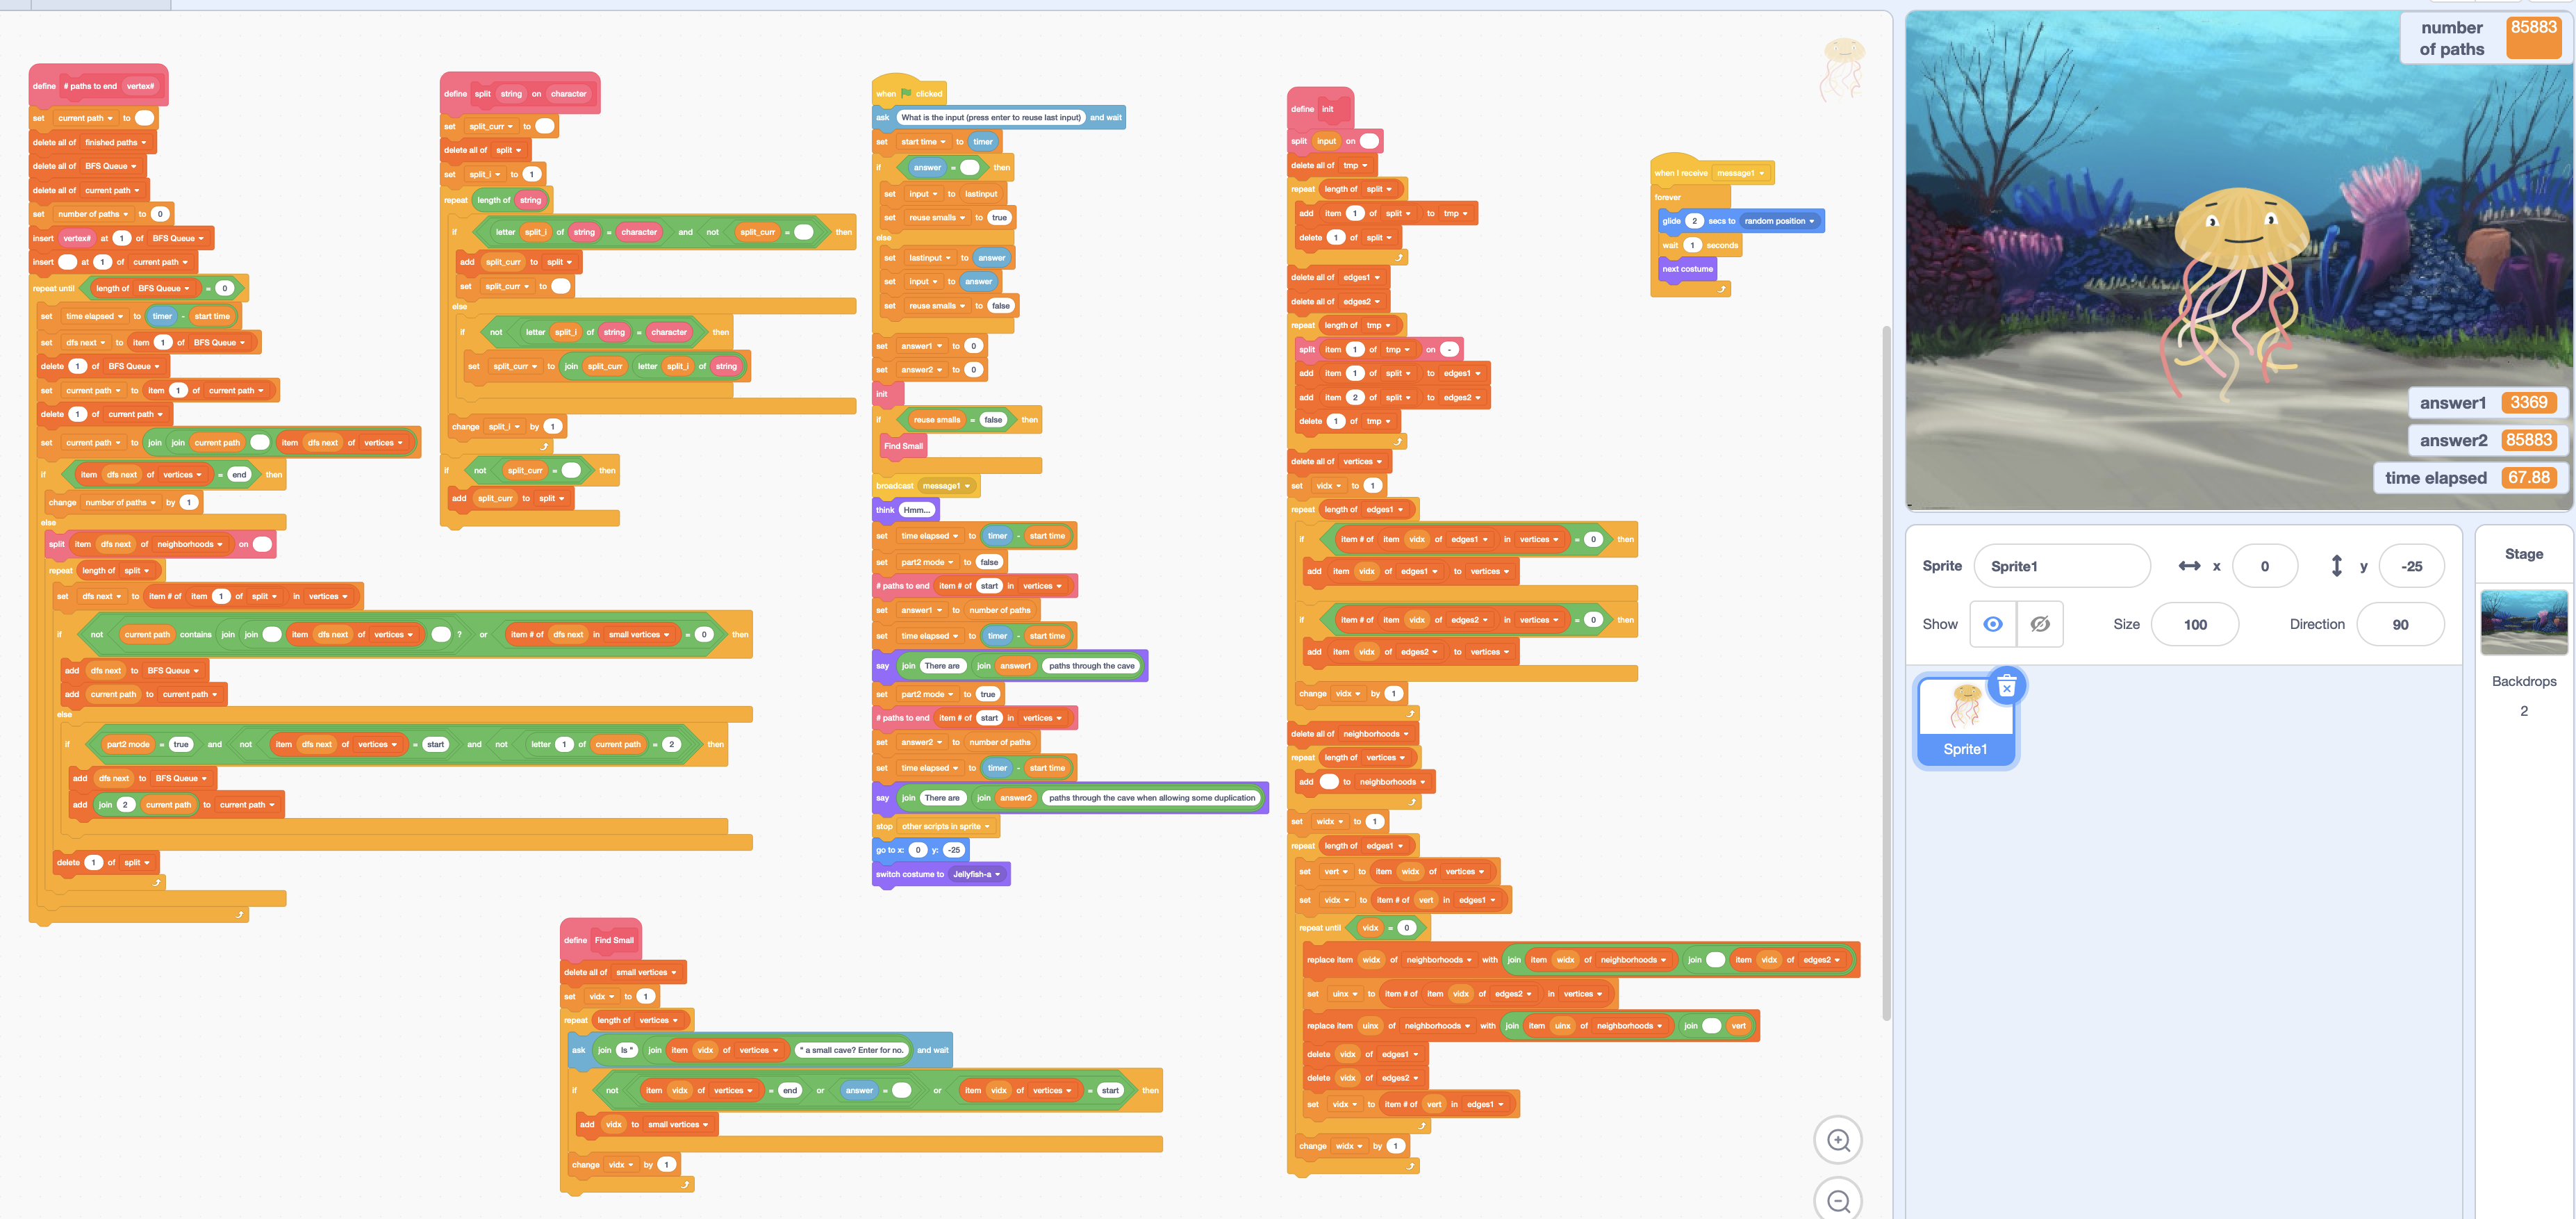 define # paths to end vertex#
set current path to
delete all of finished paths
delete all of BFS Queue
delete all of current path
set number of paths to 0
insert vertex# at 1 of BFS Queue
insert at 1 of current path
repeat until length of BFS Queue = 0
set time elapsed to timer - start time
set dfs next to item 1 of BFS Queue
delete 1 of BFS Queue
set current path to item 1 of current path
delete 1 of current path
set current path to join join current path item dfs next of vertices
if item dfs next of vertices = end then
change number of paths by 1
else
split item dfs next of neighborhoods on
repeat length of split
set dfs next to item # of item 1 of split in vertices
if not current path contains join join item dfs next of vertices ? or item # of dfs next in small vertices = 0 then
add dfs next to BFS Queue
add current path to current path
else
if part2 mode = true and not item dfs next of vertices = start and not letter 1 of current path = 2 then
add dfs next to BFS Queue
add join 2 current path to current path
delete 1 of split
define split string on character
set split_curr to
delete all of split
set split_i to 1
repeat length of string
if letter split_i of string = character and not split_curr = then
add split_curr to split
set split_curr to
else
if not letter split_i of string = character then
set split_curr to join split_curr letter split_i of string
change split_i by 1
if not split_curr = then
add split_curr to split
define Find Small
delete all of small vertices
set vidx to 1
repeat length of vertices
ask join Is " join item vidx of vertices " a small cave? Enter for no. and wait
if not item vidx of vertices = end or answer = or item vidx of vertices = start then
add vidx to small vertices
change vidx by 1
when clicked
ask What is the input (press enter to reuse last input) and wait
set start time to timer
if answer = then
set input to lastinput
set reuse smalls to true
else
set lastinput to answer
set input to answer
set reuse smalls to false
set answer1 to 0
set answer2 to 0
init
if reuse smalls = false then
Find Small
broadcast message1
think Hmm...
set time elapsed to timer - start time
set part2 mode to false
# paths to end item # of start in vertices
set answer1 to number of paths
set time elapsed to timer - start time
say join There are join answer1 paths through the cave
set part2 mode to true
# paths to end item # of start in vertices
set answer2 to number of paths
set time elapsed to timer - start time
say join There are join answer2 paths through the cave when allowing some duplication
stop other scripts in sprite
go to x: 0 y: -25
switch costume to Jellyfish-a
define init
split input on
delete all of tmp
repeat length of split
add item 1 of split to tmp
delete 1 of split
delete all of edges1
delete all of edges2
repeat length of tmp
split item 1 of tmp on -
add item 1 of split to edges1
add item 2 of split to edges2
delete 1 of tmp
delete all of vertices
set vidx to 1
repeat length of edges1
if item # of item vidx of edges1 in vertices = 0 then
add item vidx of edges1 to vertices
if item # of item vidx of edges2 in vertices = 0 then
add item vidx of edges2 to vertices
change vidx by 1
delete all of neighborhoods
repeat length of vertices
add to neighborhoods
set widx to 1
repeat length of edges1
set vert to item widx of vertices
set vidx to item # of vert in edges1
repeat until vidx = 0
replace item widx of neighborhoods with join item widx of neighborhoods join item vidx of edges2
set uinx to item # of item vidx of edges2 in vertices
replace item uinx of neighborhoods with join item uinx of neighborhoods join vert
delete vidx of edges1
delete vidx of edges2
set vidx to item # of vert in edges1
change widx by 1
when I receive message1
forever
glide 2 secs to random position
wait 1 seconds
next costume
number of paths 85883
answer1 3369
answer2 85883
time elapsed 67.88
Sprite Sprite1 x 0 y -25
Show Size 100 Direction 90
Sprite1
Stage
Backdrops
2